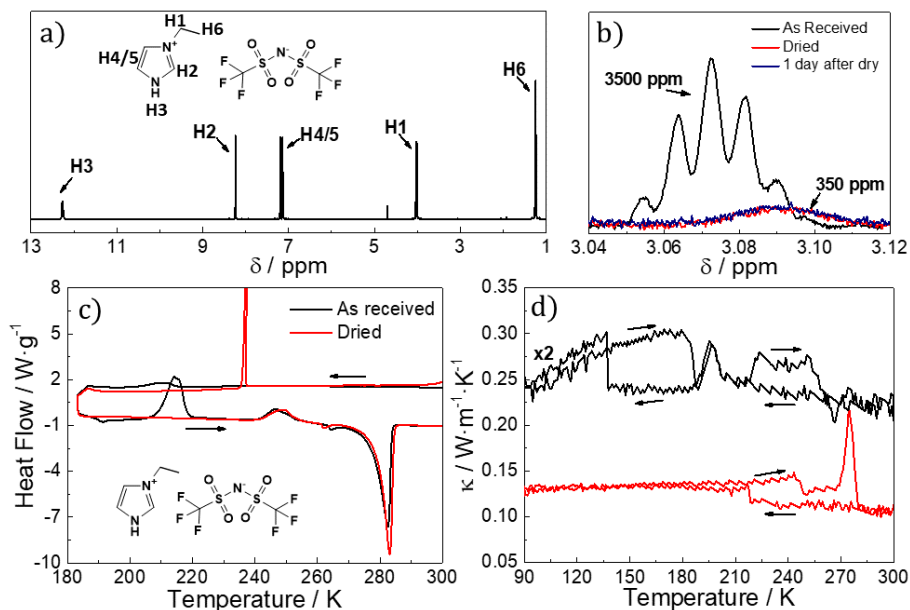 a)
H1
H6
H4/5
N⁺
H2
N
H
H3
O
O
N⁻
O
O
S
S
F
F
F
F
F
F
H3
H2
H4/5
H1
H6
13
9
7
4
3
1
δ / ppm
b)
As Received
Dried
1 day after dry
3500 ppm
350 ppm
3.04
3.06
3.08
3.10
3.12
δ / ppm
c)
As received
Dried
8
5
2
-1
-4
-7
-10
Heat Flow / W·g⁻¹
N⁺
N
H
O
O
N⁻
O
O
S
S
F
F
F
F
F
F
180
200
220
240
260
280
300
Temperature / K
d)
x2
0.35
0.30
0.25
0.20
0.15
0.10
0.05
κ / W·m⁻¹·K⁻¹
90
120
150
180
210
240
270
300
Temperature / K